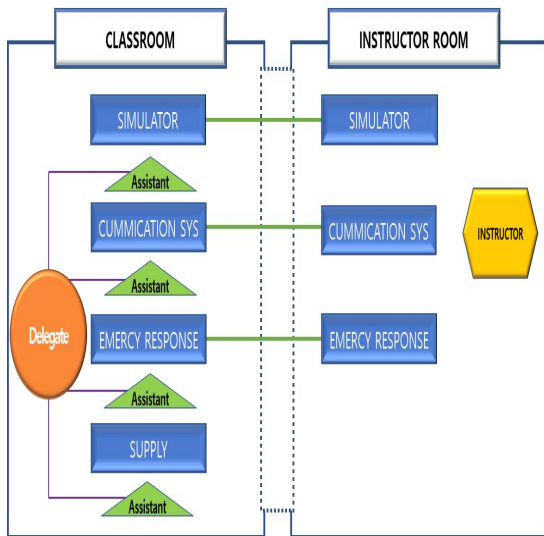 CLASSROOM
INSTRUCTOR ROOM
SIMULATOR
SIMULATOR
Assistant
CUMMICATION SYS
CUMMICATION SYS
INSTRUCTOR
Assistant
Delegate
EMERCY RESPONSE
EMERCY RESPONSE
Assistant
SUPPLY
Assistant